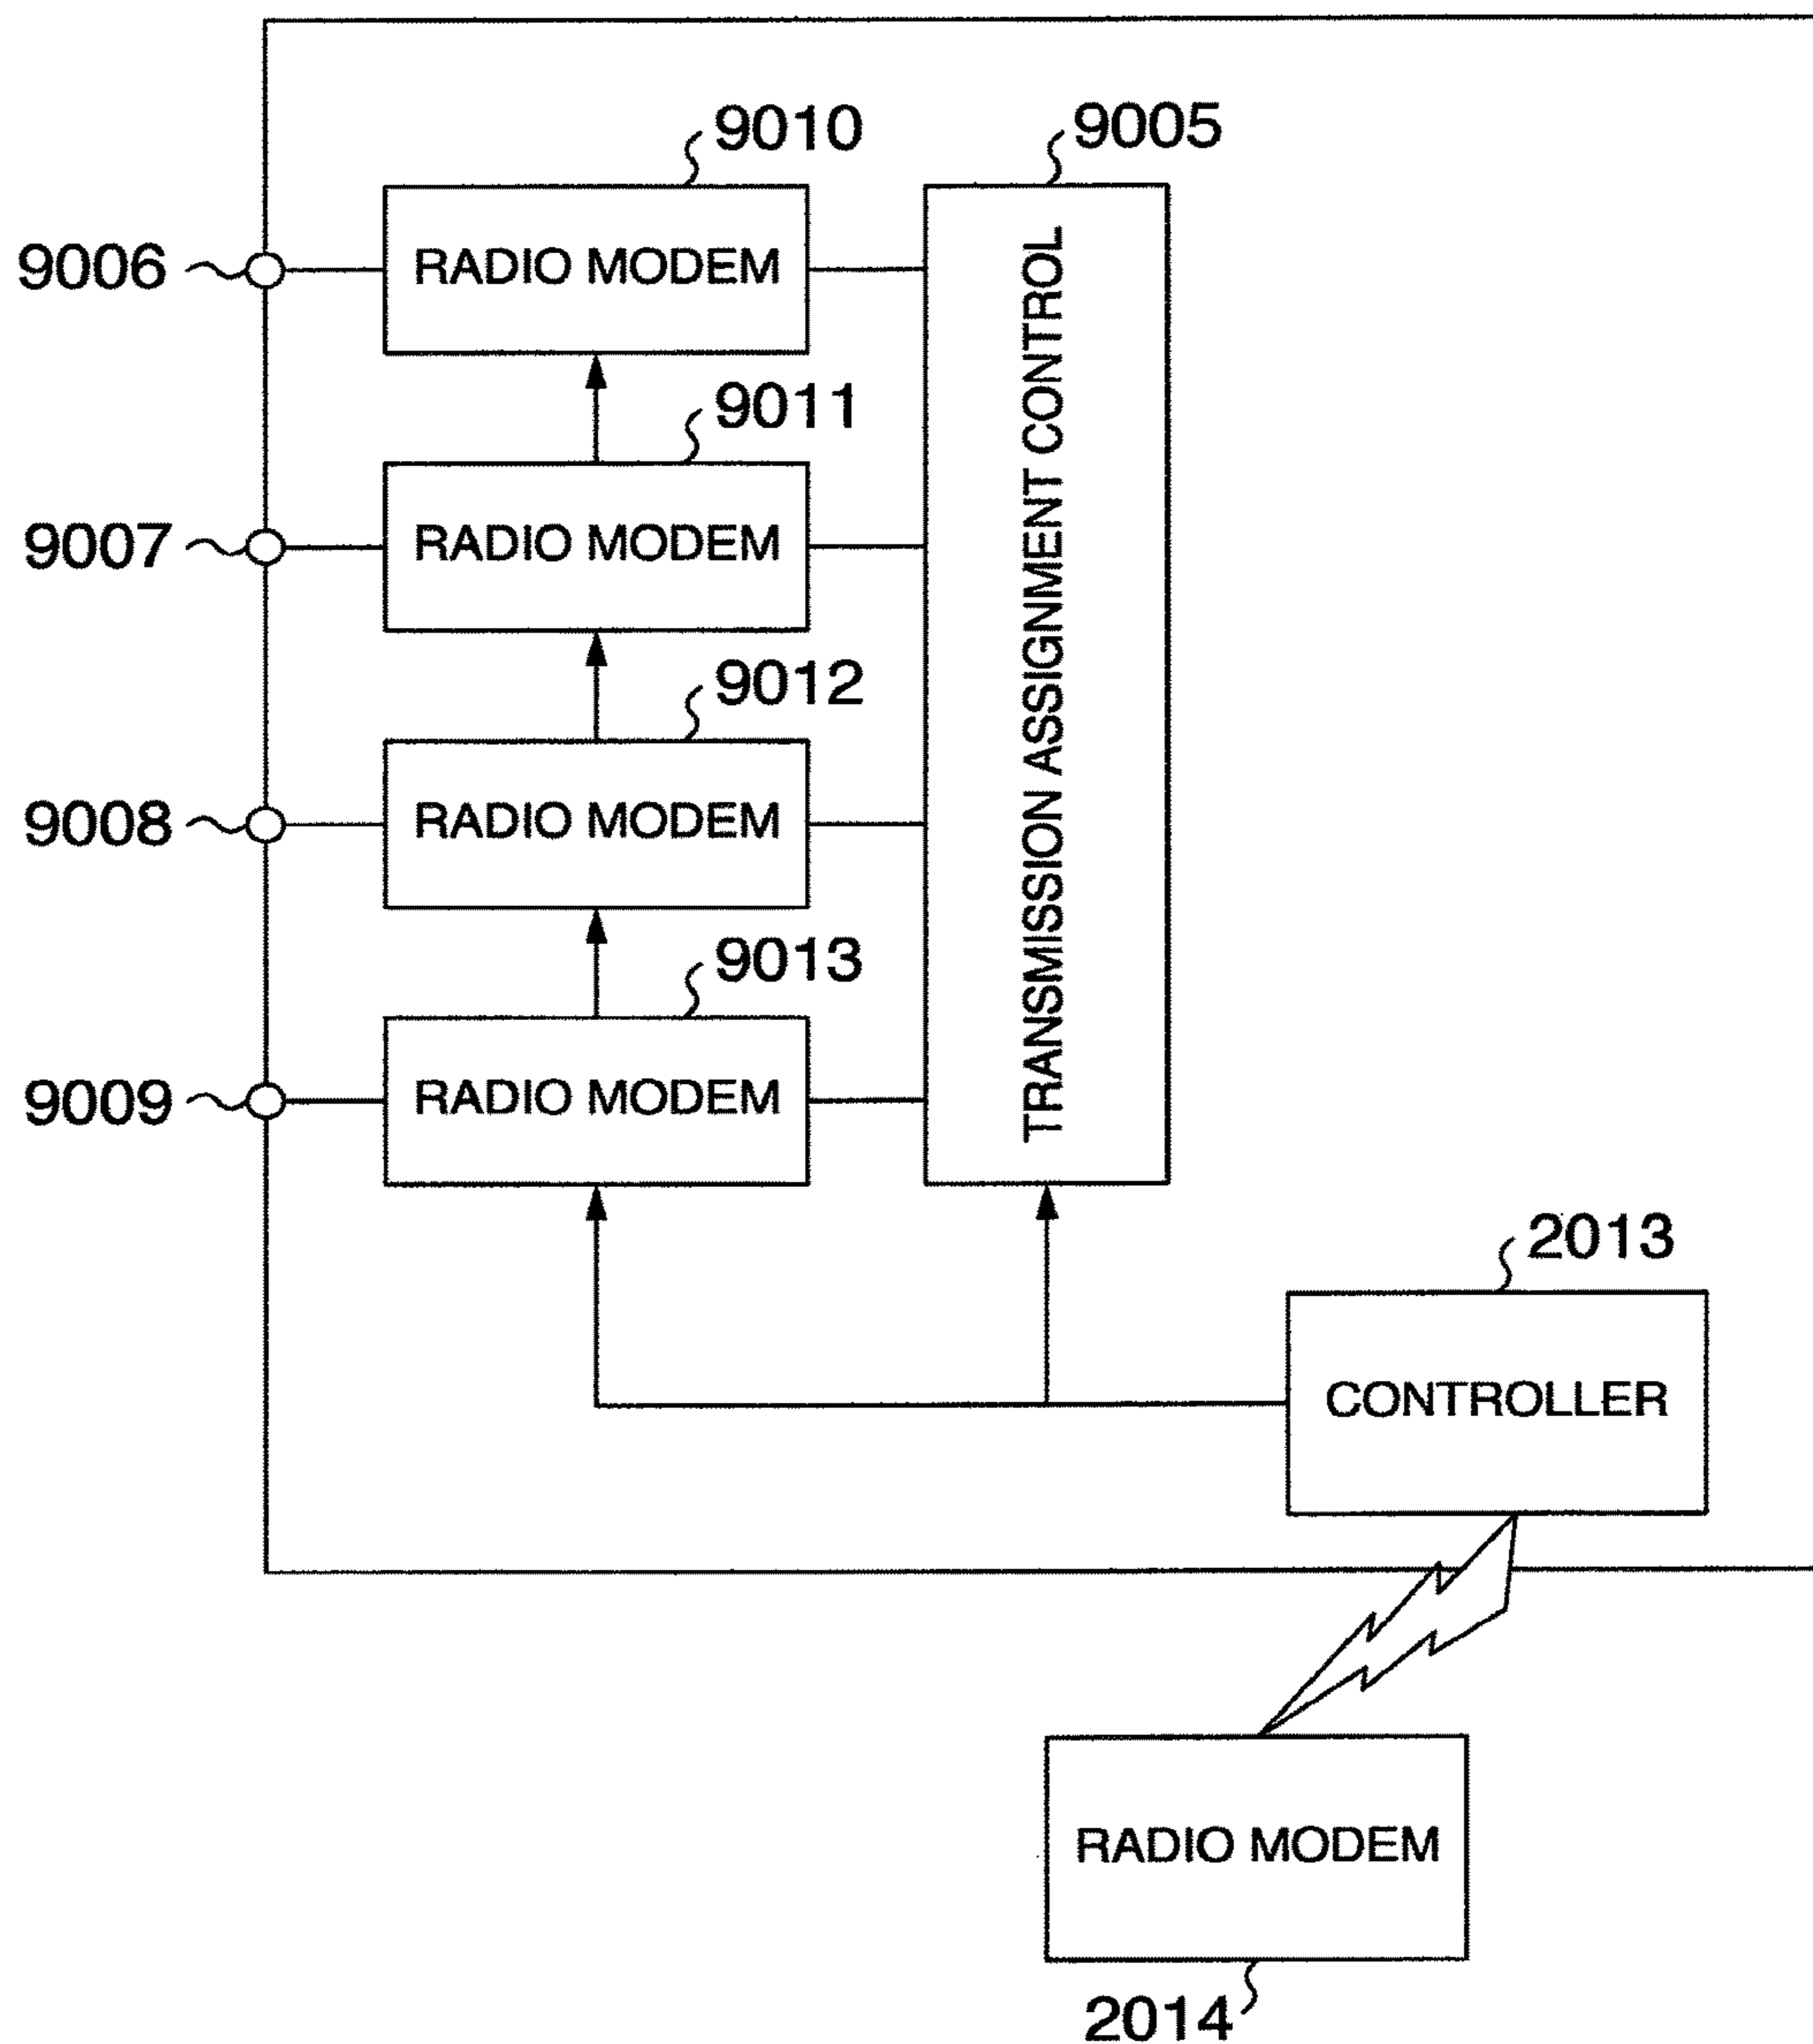 9010
9005
9006
RADIO MODEM
TRANSMISSION ASSIGNMENT CONTROL
9011
9007
RADIO MODEM
9012
9008
RADIO MODEM
9013
9009
RADIO MODEM
2013
CONTROLLER
RADIO MODEM
2014